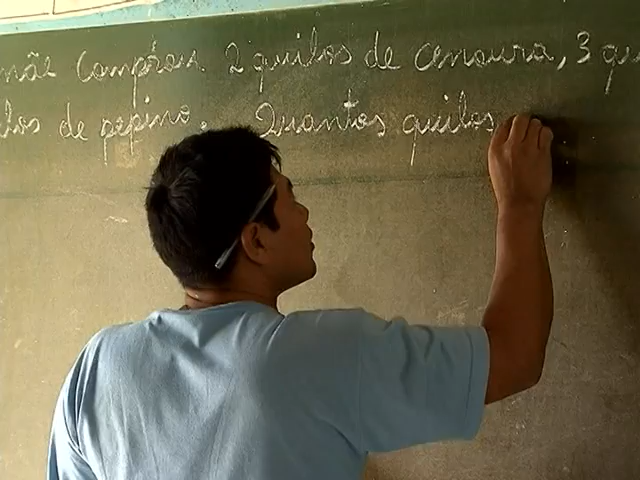 mãe comprou 2 quilos de cenoura, 3 qu
los de pepino. Quantos quilos